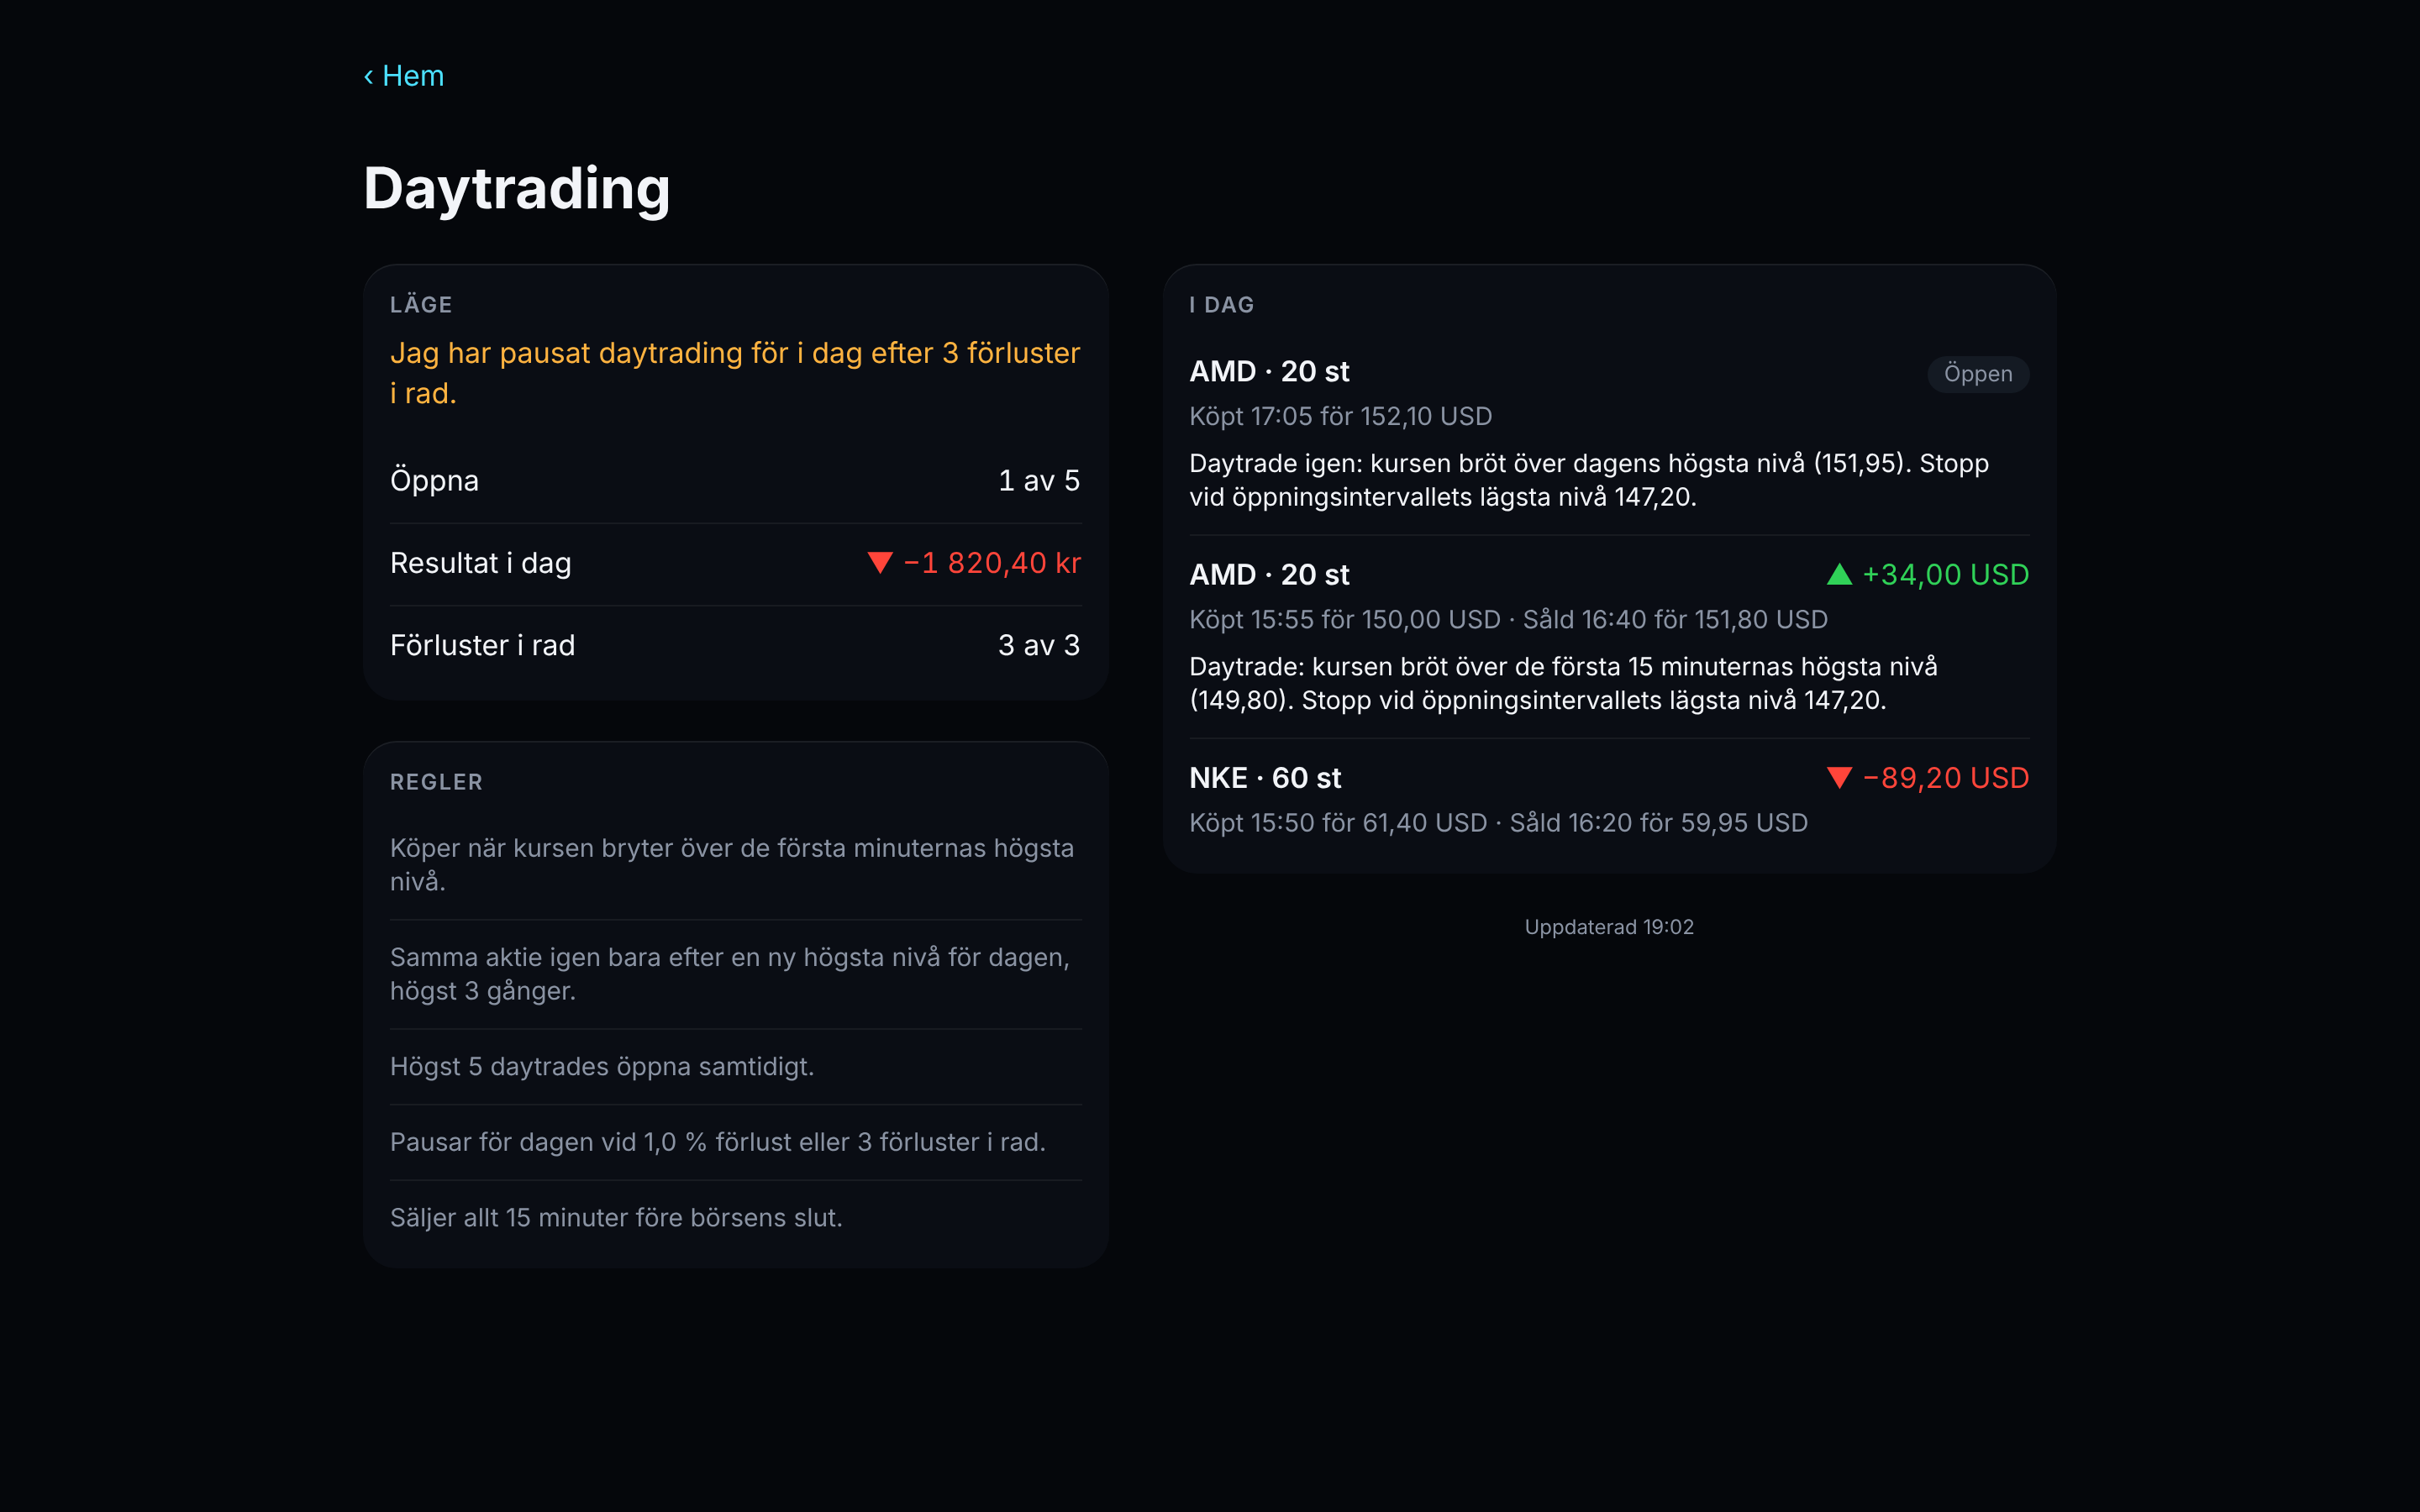 ‹ Hem
Daytrading
LÄGE
Jag har pausat daytrading för i dag efter 3 förluster
i rad.
Öppna 1 av 5
Resultat i dag ▼ −1 820,40 kr
Förluster i rad 3 av 3
REGLER
Köper när kursen bryter över de första minuternas högsta
nivå.
Samma aktie igen bara efter en ny högsta nivå för dagen,
högst 3 gånger.
Högst 5 daytrades öppna samtidigt.
Pausar för dagen vid 1,0 % förlust eller 3 förluster i rad.
Säljer allt 15 minuter före börsens slut.
I DAG
AMD · 20 st Öppen
Köpt 17:05 för 152,10 USD
Daytrade igen: kursen bröt över dagens högsta nivå (151,95). Stopp
vid öppningsintervallets lägsta nivå 147,20.
AMD · 20 st ▲ +34,00 USD
Köpt 15:55 för 150,00 USD · Såld 16:40 för 151,80 USD
Daytrade: kursen bröt över de första 15 minuternas högsta nivå
(149,80). Stopp vid öppningsintervallets lägsta nivå 147,20.
NKE · 60 st ▼ −89,20 USD
Köpt 15:50 för 61,40 USD · Såld 16:20 för 59,95 USD
Uppdaterad 19:02